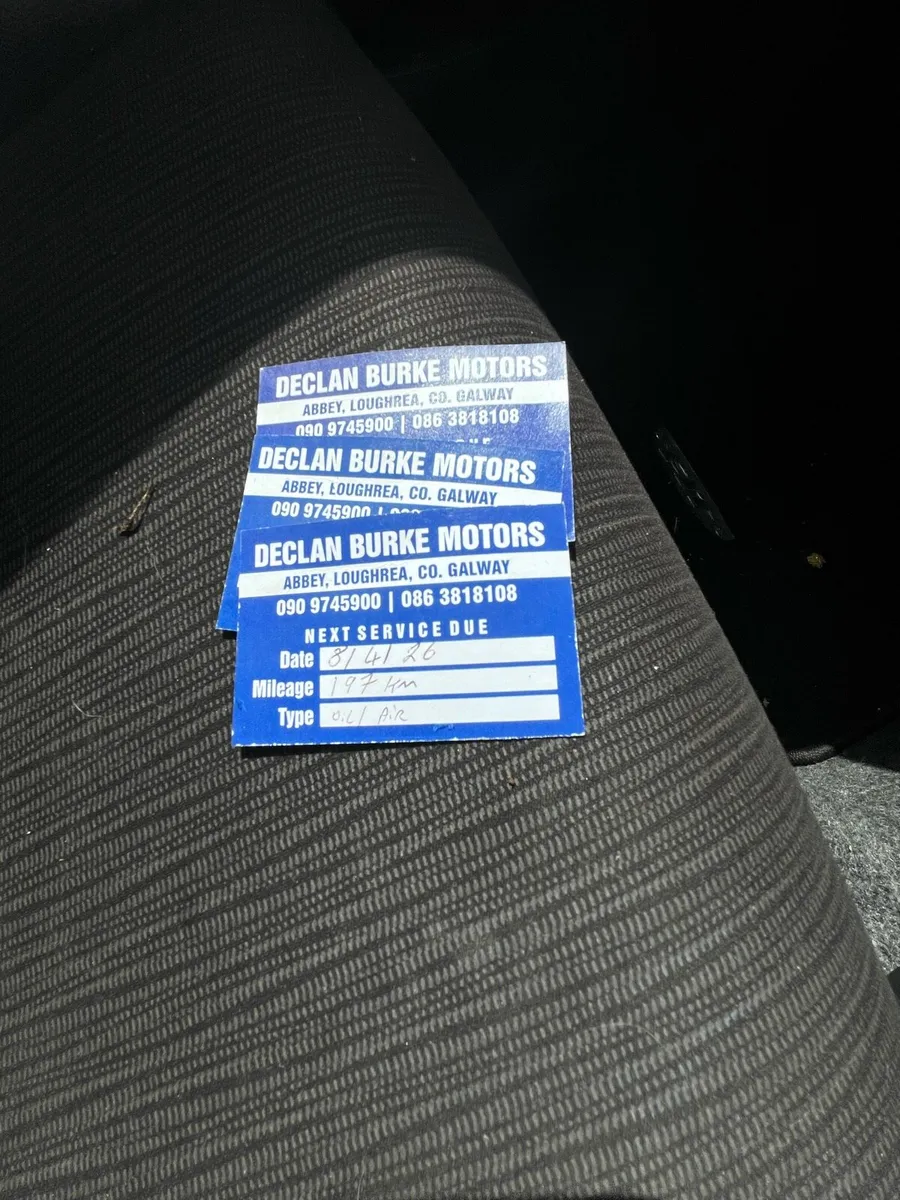 DECLAN BURKE MOTORS
ABBEY, LOUGHREA, CO. GALWAY
090 9745900 | 086 3818108
DECLAN BURKE MOTORS
ABBEY, LOUGHREA, CO. GALWAY
090 9745900 |
DECLAN BURKE MOTORS
ABBEY, LOUGHREA, CO. GALWAY
090 9745900 | 086 3818108
NEXT SERVICE DUE
Date 8/4/26
Mileage 197 km
Type OIL/ AiR